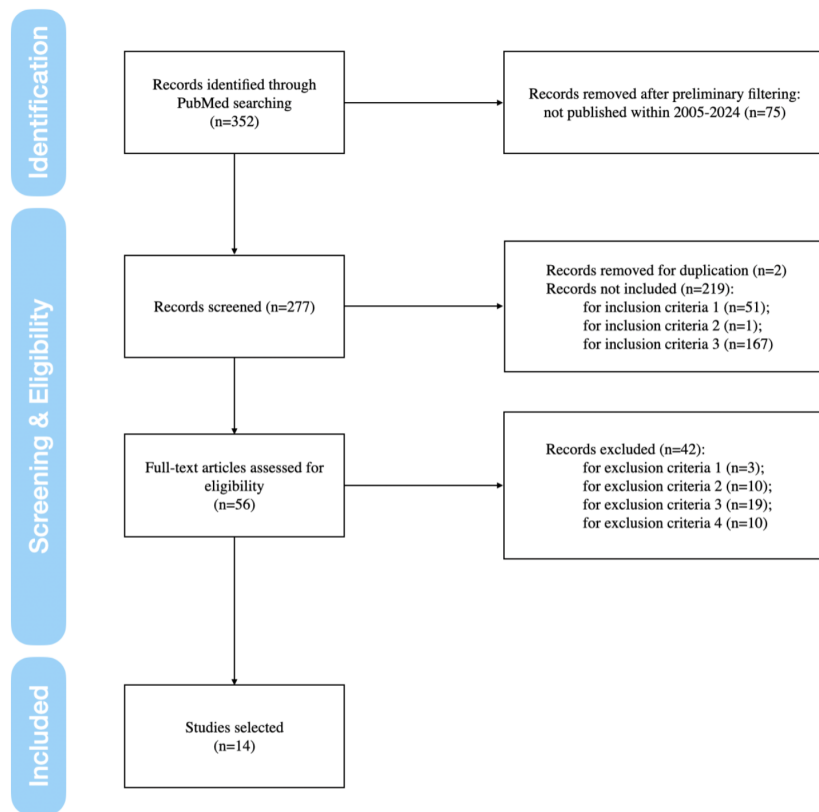 Identification
Records identified through
PubMed searching
(n=352)
Records removed after preliminary filtering:
not published within 2005-2024 (n=75)
Screening & Eligibility
Records screened (n=277)
Records removed for duplication (n=2)
Records not included (n=219):
for inclusion criteria 1 (n=51);
for inclusion criteria 2 (n=1);
for inclusion criteria 3 (n=167)
Full-text articles assessed for
eligibility
(n=56)
Records excluded (n=42):
for exclusion criteria 1 (n=3);
for exclusion criteria 2 (n=10);
for exclusion criteria 3 (n=19);
for exclusion criteria 4 (n=10)
Included
Studies selected
(n=14)